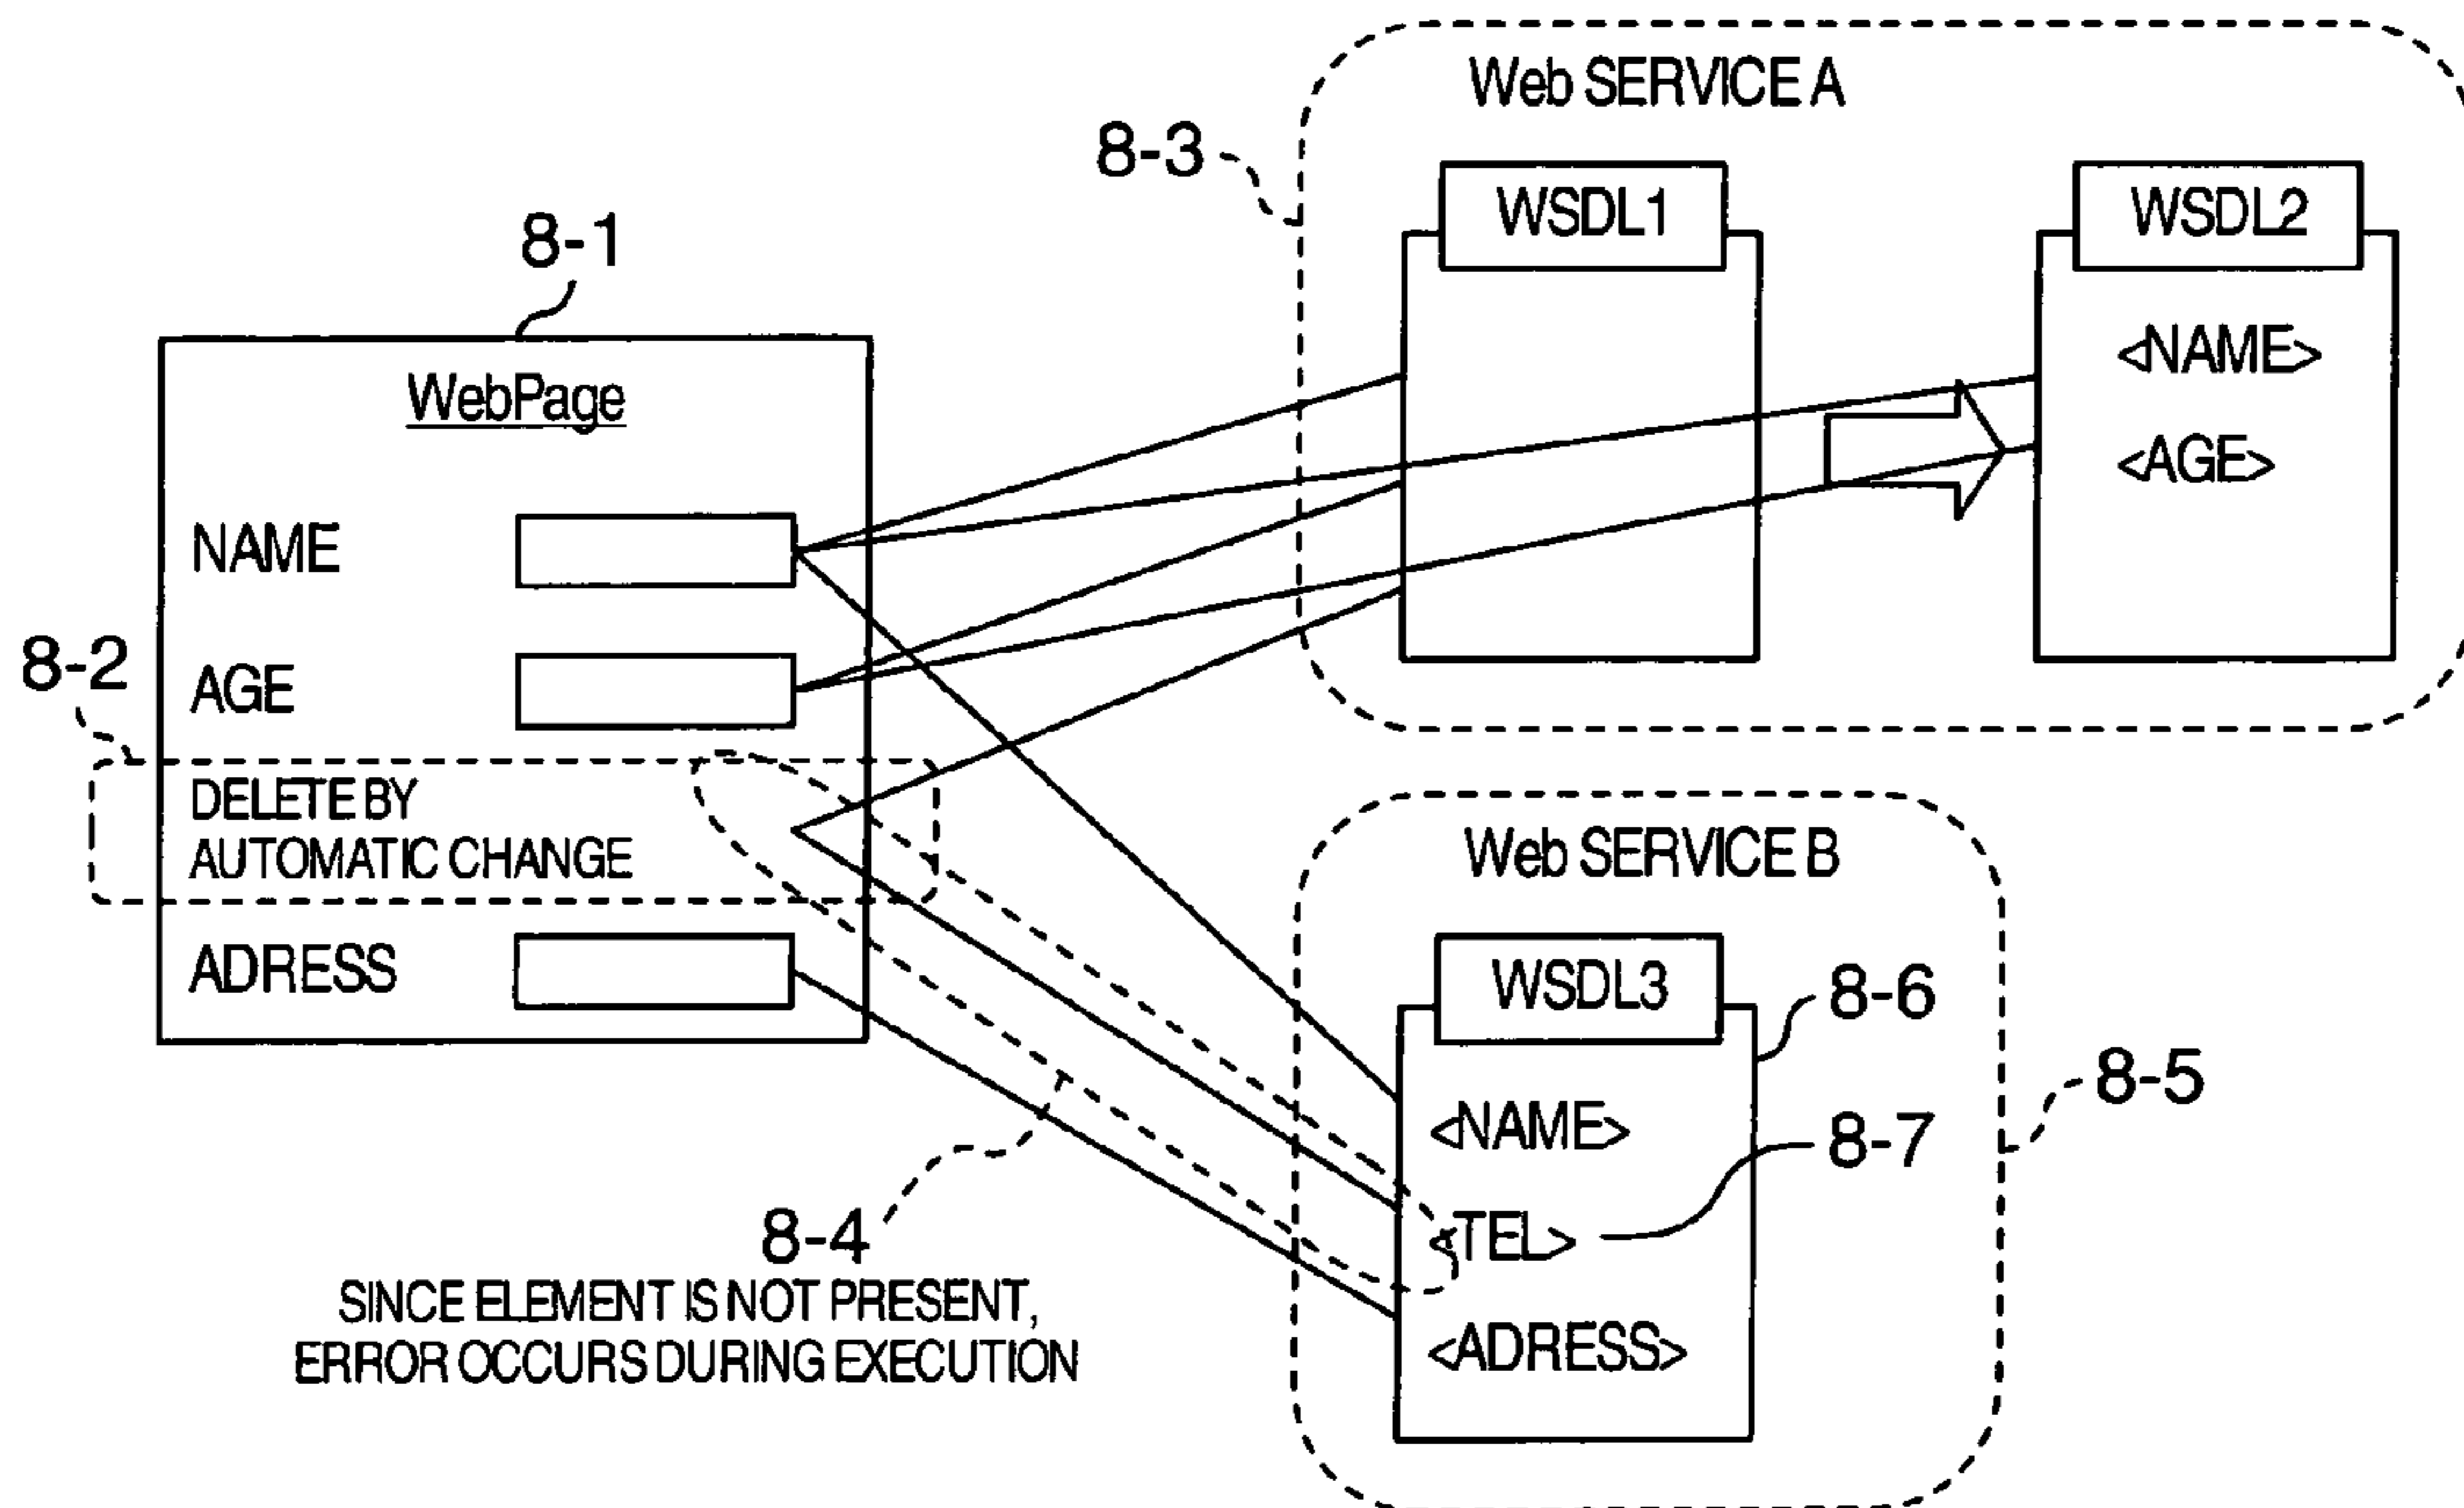 Web SERVICE A
8-3
WSDL1
WSDL2
8-1
<NAME>
<AGE>
WebPage
NAME
AGE
8-2
DELETE BY
AUTOMATIC CHANGE
ADRESS
Web SERVICE B
WSDL3
8-6
8-5
<NAME>
8-7
<TEL>
<ADRESS>
8-4
SINCE ELEMENT IS NOT PRESENT,
ERROR OCCURS DURING EXECUTION